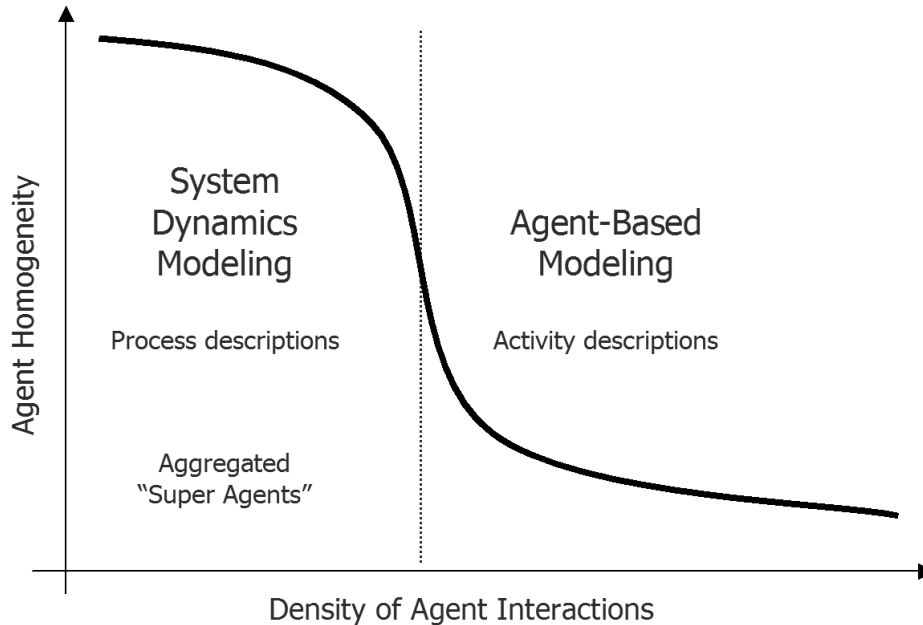 Agent Homogeneity
System
Dynamics
Modeling
Process descriptions
Aggregated
“Super Agents”
Agent-Based
Modeling
Activity descriptions
Density of Agent Interactions